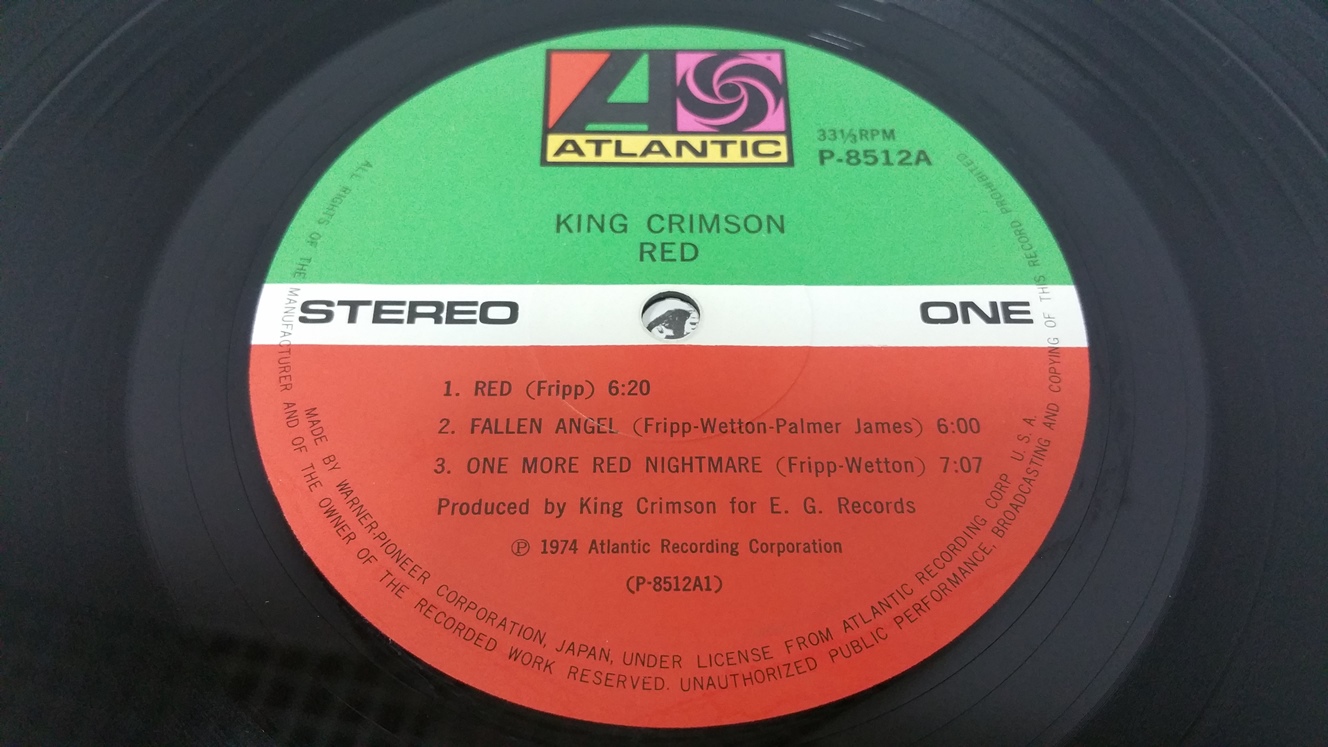 ATLANTIC
33⅓RPM
P-8512A
KING CRIMSON
RED
STEREO
ONE
1. RED (Fripp) 6:20
2. FALLEN ANGEL (Fripp-Wetton-Palmer James) 6:00
3. ONE MORE RED NIGHTMARE (Fripp-Wetton) 7:07
Produced by King Crimson for E. G. Records
Ⓟ 1974 Atlantic Recording Corporation
(P-8512A1)
MADE BY WARNER-PIONEER CORPORATION, JAPAN, UNDER LICENSE FROM ATLANTIC RECORDING CORP. U. S. A.
ALL RIGHTS OF THE MANUFACTURER AND OF THE OWNER OF THE RECORDED WORK RESERVED. UNAUTHORIZED PUBLIC PERFORMANCE, BROADCASTING AND COPYING OF THIS RECORD PROHIBITED